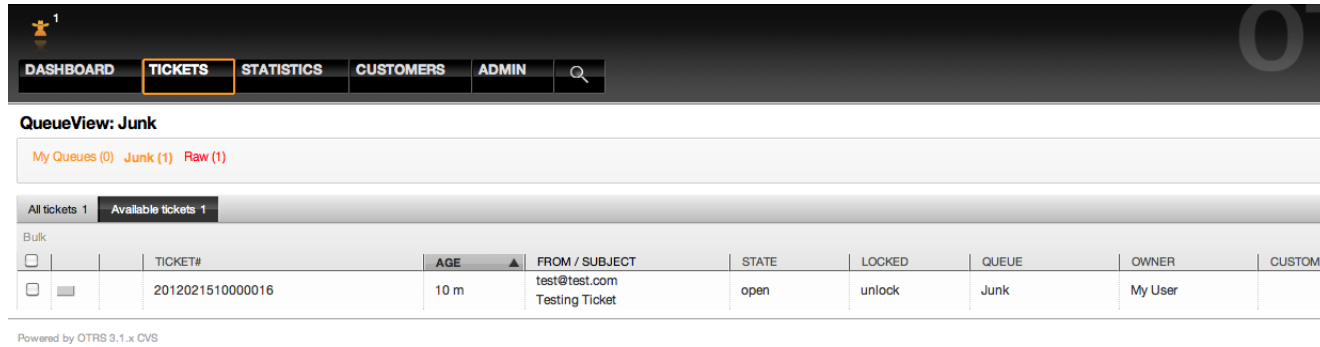 1
DASHBOARD TICKETS STATISTICS CUSTOMERS ADMIN
QueueView: Junk
My Queues (0) Junk (1) Raw (1)
All tickets 1 Available tickets 1
Bulk
TICKET# AGE FROM / SUBJECT STATE LOCKED QUEUE OWNER CUSTOM
2012021510000016 10 m test@test.com open unlock Junk My User
Testing Ticket
Powered by OTRS 3.1.x CVS